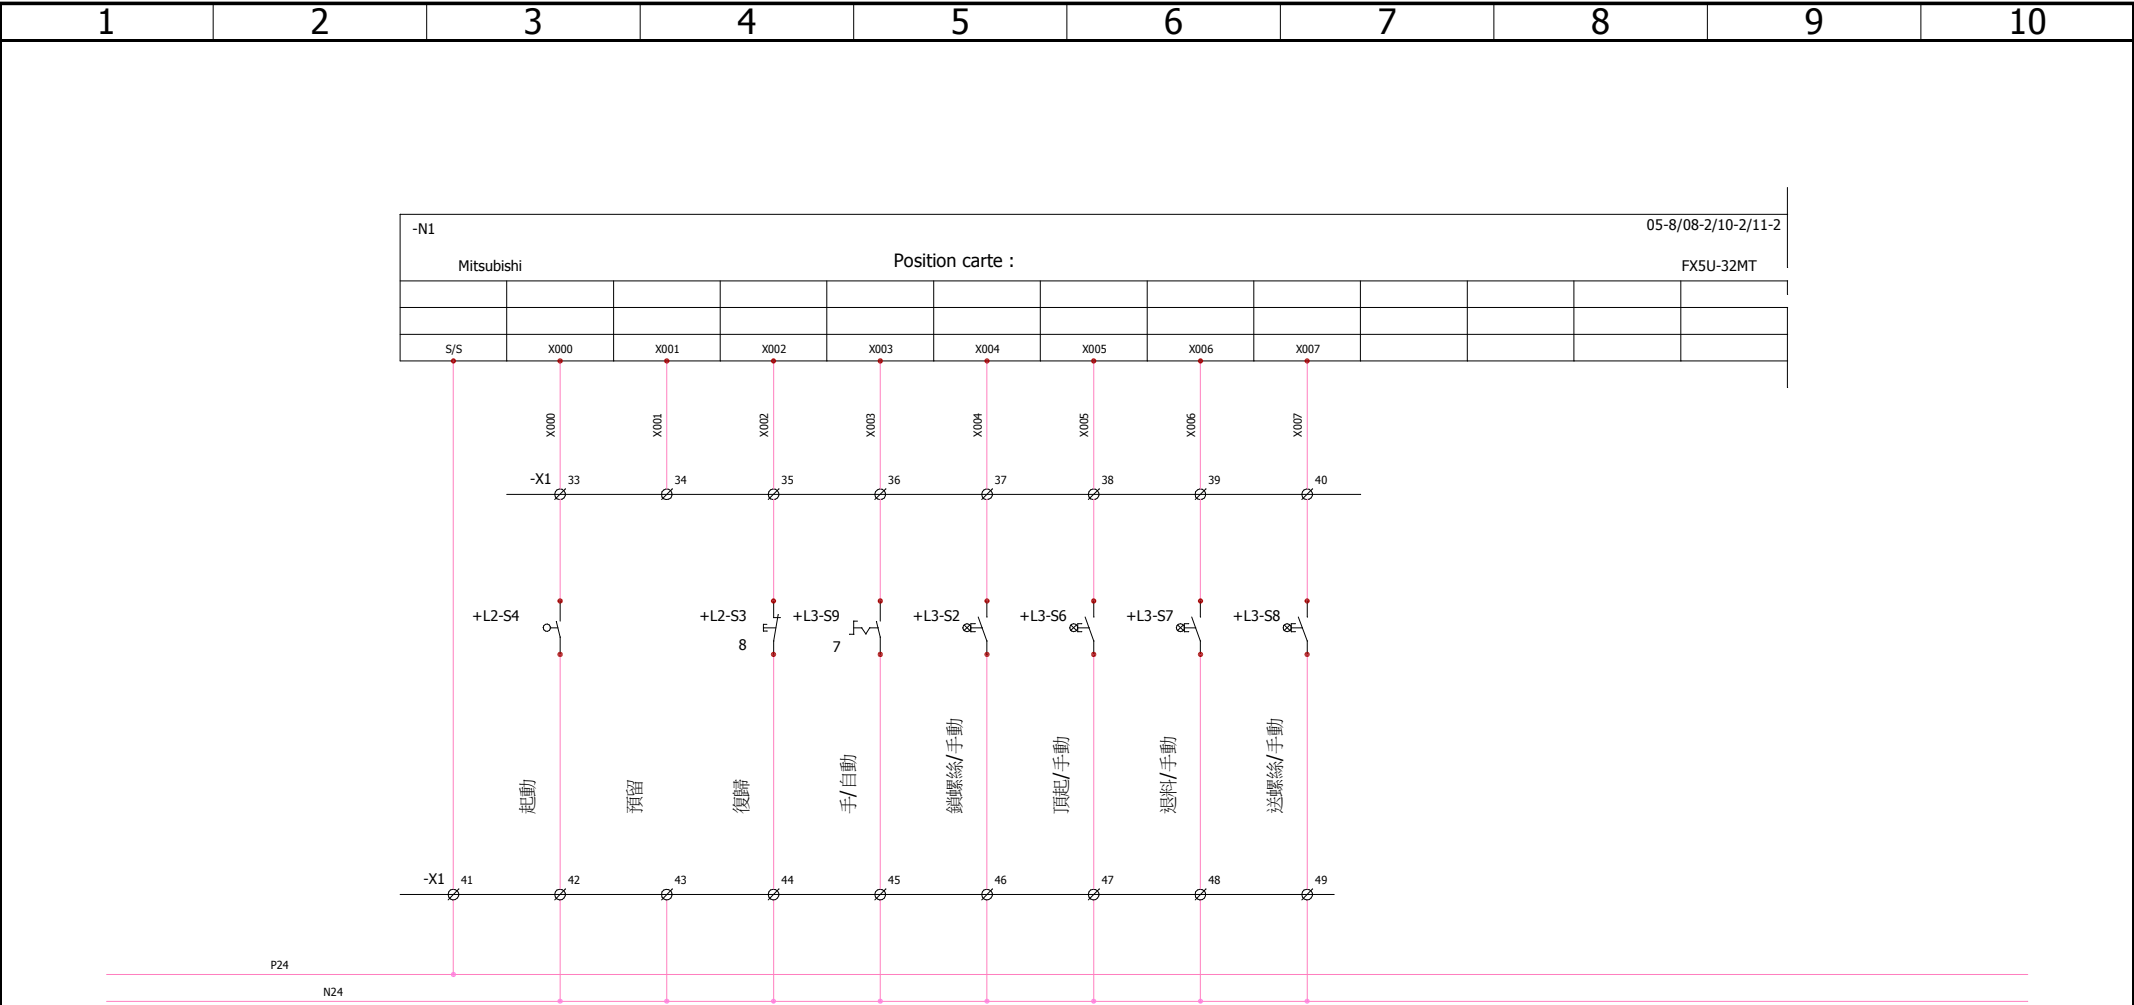 1 2 3 4 5 6 7 8 9 10
-N1 05-8/08-2/10-2/11-2
Mitsubishi Position carte : FX5U-32MT
S/S X000 X001 X002 X003 X004 X005 X006 X007
X000 X001 X002 X003 X004 X005 X006 X007
-X1 33 34 35 36 37 38 39 40
+L2-S4 +L2-S3 +L3-S9 +L3-S2 +L3-S6 +L3-S7 +L3-S8
8 7
起動
預留
復歸
手/自動
鎖螺絲/手動
頂起/手動
退料/手動
送螺絲/手動
-X1 41 42 43 44 45 46 47 48 49
P24
N24